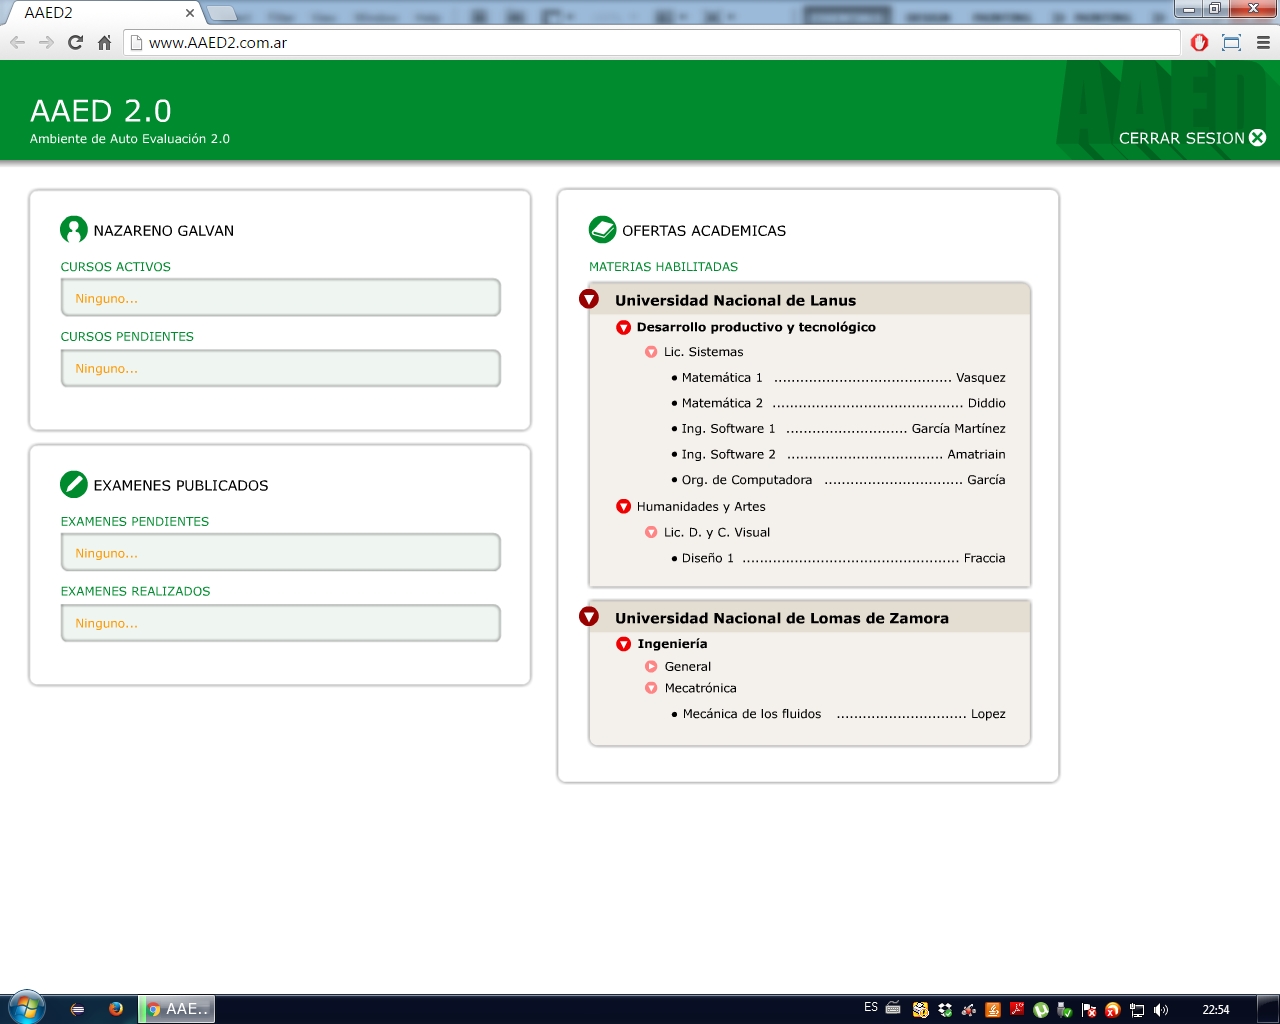 AAED2
www.AAED2.com.ar
AAED 2.0
Ambiente de Auto Evaluación 2.0
AAED
CERRAR SESION
NAZARENO GALVAN
CURSOS ACTIVOS
Ninguno...
CURSOS PENDIENTES
Ninguno...
EXAMENES PUBLICADOS
EXAMENES PENDIENTES
Ninguno...
EXAMENES REALIZADOS
Ninguno...
OFERTAS ACADEMICAS
MATERIAS HABILITADAS
Universidad Nacional de Lanus
Desarrollo productivo y tecnológico
Lic. Sistemas
Matemática 1 ......................................... Vasquez
Matemática 2 ............................................ Diddio
Ing. Software 1 ............................ García Martínez
Ing. Software 2 .................................... Amatriain
Org. de Computadora ................................ García
Humanidades y Artes
Lic. D. y C. Visual
Diseño 1 .................................................. Fraccia
Universidad Nacional de Lomas de Zamora
Ingeniería
General
Mecatrónica
Mecánica de los fluidos .............................. Lopez
AAE..
ES
22:54